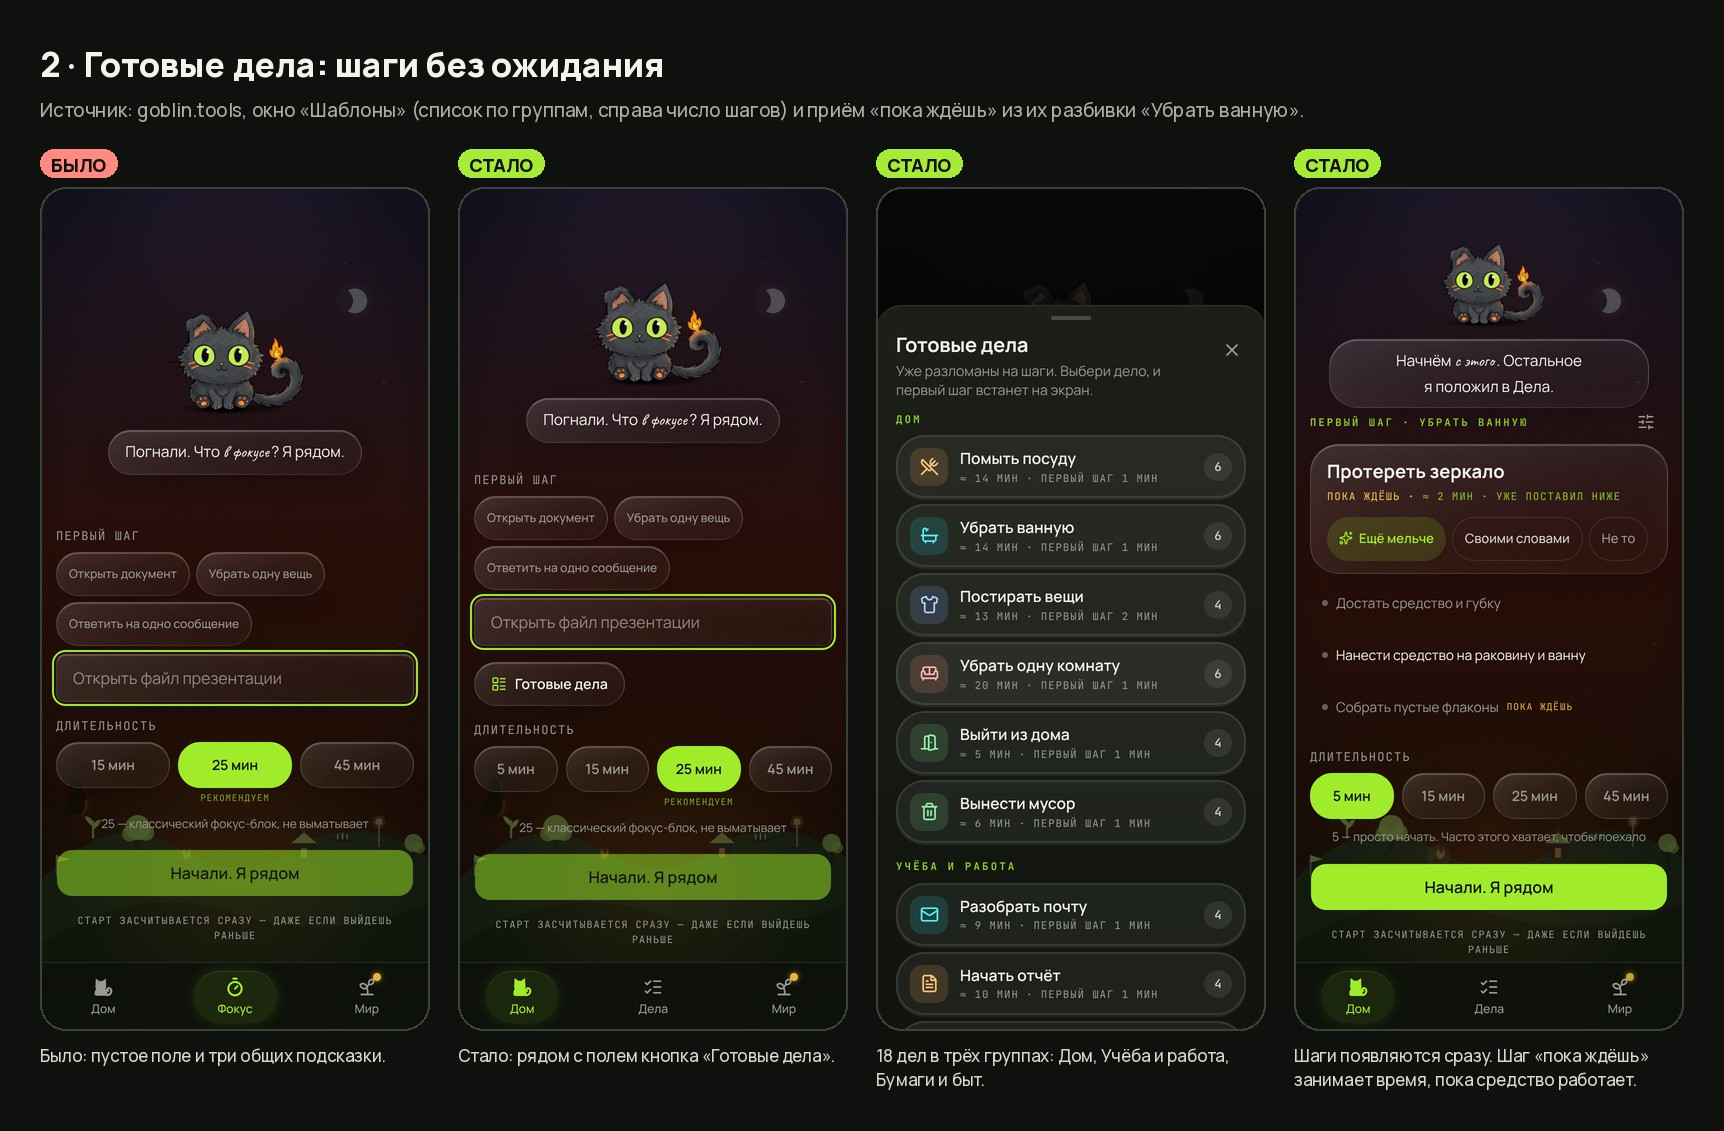 2 · Готовые дела: шаги без ожидания
Источник: goblin.tools, окно «Шаблоны» (список по группам, справа число шагов) и приём «пока ждёшь» из их разбивки «Убрать ванную».
БЫЛО
Погнали. Что в фокусе? Я рядом.
ПЕРВЫЙ ШАГ
Открыть документ
Убрать одну вещь
Ответить на одно сообщение
Открыть файл презентации
ДЛИТЕЛЬНОСТЬ
15 мин
25 мин
45 мин
РЕКОМЕНДУЕМ
25 — классический фокус-блок, не выматывает
Начали. Я рядом
СТАРТ ЗАСЧИТЫВАЕТСЯ СРАЗУ — ДАЖЕ ЕСЛИ ВЫЙДЕШЬ
РАНЬШЕ
Дом
Фокус
Мир
Было: пустое поле и три общих подсказки.
СТАЛО
Погнали. Что в фокусе? Я рядом.
ПЕРВЫЙ ШАГ
Открыть документ
Убрать одну вещь
Ответить на одно сообщение
Открыть файл презентации
Готовые дела
ДЛИТЕЛЬНОСТЬ
5 мин
15 мин
25 мин
45 мин
РЕКОМЕНДУЕМ
25 — классический фокус-блок, не выматывает
Начали. Я рядом
СТАРТ ЗАСЧИТЫВАЕТСЯ СРАЗУ — ДАЖЕ ЕСЛИ ВЫЙДЕШЬ
РАНЬШЕ
Дом
Дела
Мир
Стало: рядом с полем кнопка «Готовые дела».
СТАЛО
Готовые дела
Уже разломаны на шаги. Выбери дело, и
первый шаг встанет на экран.
ДОМ
Помыть посуду
≈ 14 МИН · ПЕРВЫЙ ШАГ 1 МИН
6
Убрать ванную
≈ 14 МИН · ПЕРВЫЙ ШАГ 1 МИН
6
Постирать вещи
≈ 13 МИН · ПЕРВЫЙ ШАГ 2 МИН
4
Убрать одну комнату
≈ 20 МИН · ПЕРВЫЙ ШАГ 1 МИН
6
Выйти из дома
≈ 5 МИН · ПЕРВЫЙ ШАГ 1 МИН
4
Вынести мусор
≈ 6 МИН · ПЕРВЫЙ ШАГ 1 МИН
4
УЧЁБА И РАБОТА
Разобрать почту
≈ 9 МИН · ПЕРВЫЙ ШАГ 1 МИН
4
Начать отчёт
≈ 10 МИН · ПЕРВЫЙ ШАГ 1 МИН
4
18 дел в трёх группах: Дом, Учёба и работа,
Бумаги и быт.
СТАЛО
Начнём с этого. Остальное
я положил в Дела.
ПЕРВЫЙ ШАГ · УБРАТЬ ВАННУЮ
Протереть зеркало
ПОКА ЖДЁШЬ · ≈ 2 МИН · УЖЕ ПОСТАВИЛ НИЖЕ
Ещё мельче
Своими словами
Не то
Достать средство и губку
Нанести средство на раковину и ванну
Собрать пустые флаконы ПОКА ЖДЁШЬ
ДЛИТЕЛЬНОСТЬ
5 мин
15 мин
25 мин
45 мин
5 — просто начать. Часто этого хватает, чтобы поехало
Начали. Я рядом
СТАРТ ЗАСЧИТЫВАЕТСЯ СРАЗУ — ДАЖЕ ЕСЛИ ВЫЙДЕШЬ
РАНЬШЕ
Дом
Дела
Мир
Шаги появляются сразу. Шаг «пока ждёшь»
занимает время, пока средство работает.